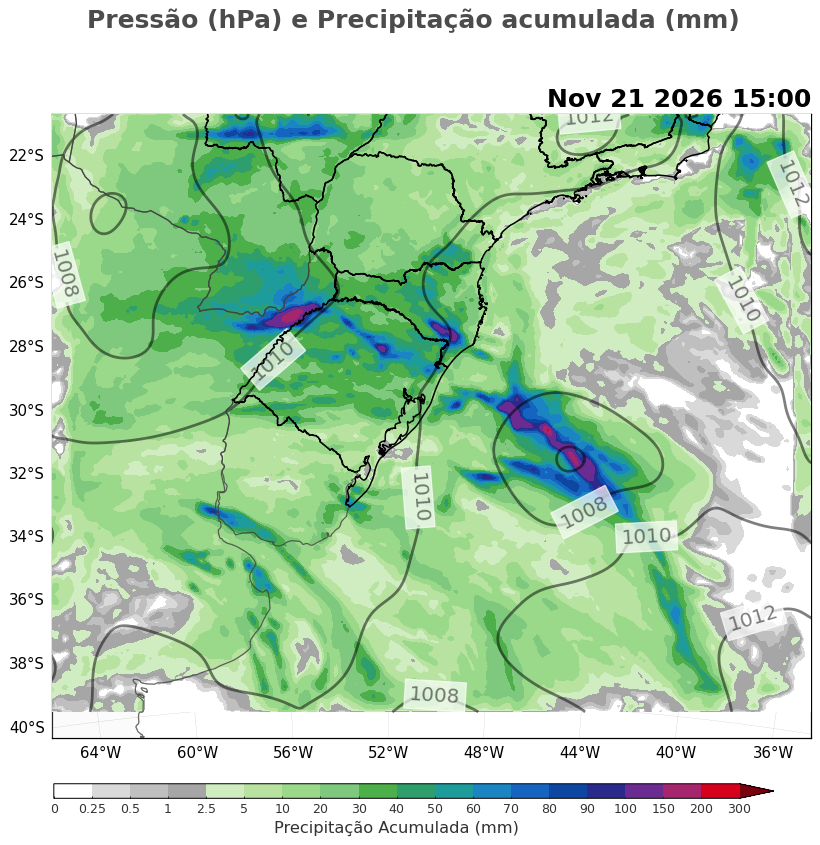 Pressão (hPa) e Precipitação acumulada (mm)
Nov 21 2026 15:00
1012
22°S
1012
24°S
1008
26°S
1010
28°S
1010
30°S
32°S
1010
1008
34°S
1010
36°S
1012
38°S
1008
40°S
64°W 60°W 56°W 52°W 48°W 44°W 40°W 36°W
0 0.25 0.5 1 2.5 5 10 20 30 40 50 60 70 80 90 100 150 200 300
Precipitação Acumulada (mm)